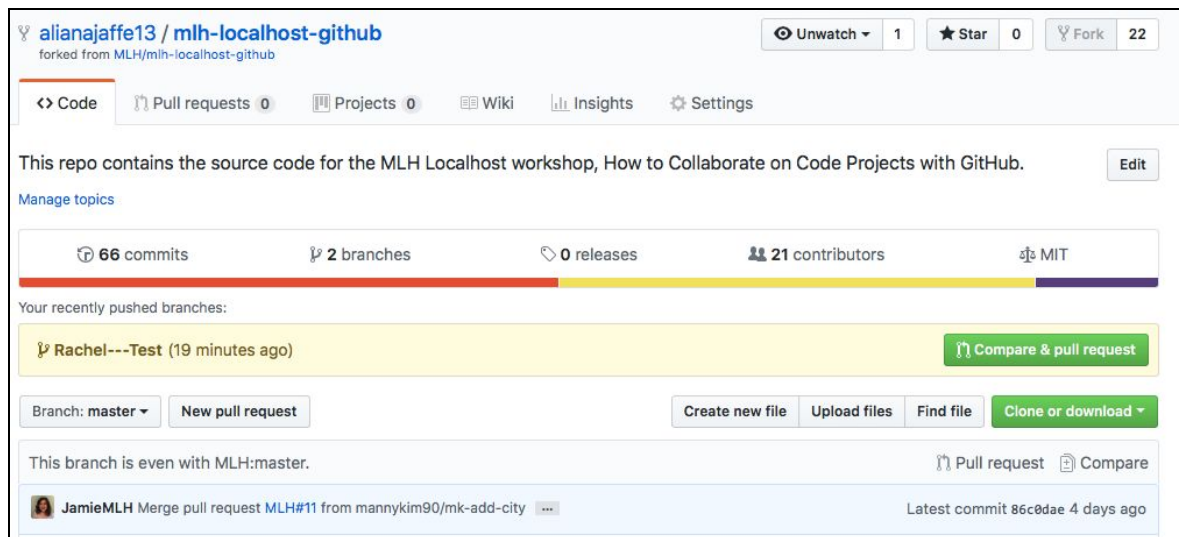 alianajaffe13 / mlh-localhost-github
Unwatch 1 Star 0 Fork 22
forked from MLH/mlh-localhost-github
<> Code Pull requests 0 Projects 0 Wiki Insights Settings
This repo contains the source code for the MLH Localhost workshop, How to Collaborate on Code Projects with GitHub. Edit
Manage topics
66 commits 2 branches 0 releases 21 contributors MIT
Your recently pushed branches:
Rachel---Test (19 minutes ago) Compare & pull request
Branch: master New pull request Create new file Upload files Find file Clone or download
This branch is even with MLH:master. Pull request Compare
JamieMLH Merge pull request MLH#11 from mannykim90/mk-add-city ... Latest commit 86c0dae 4 days ago